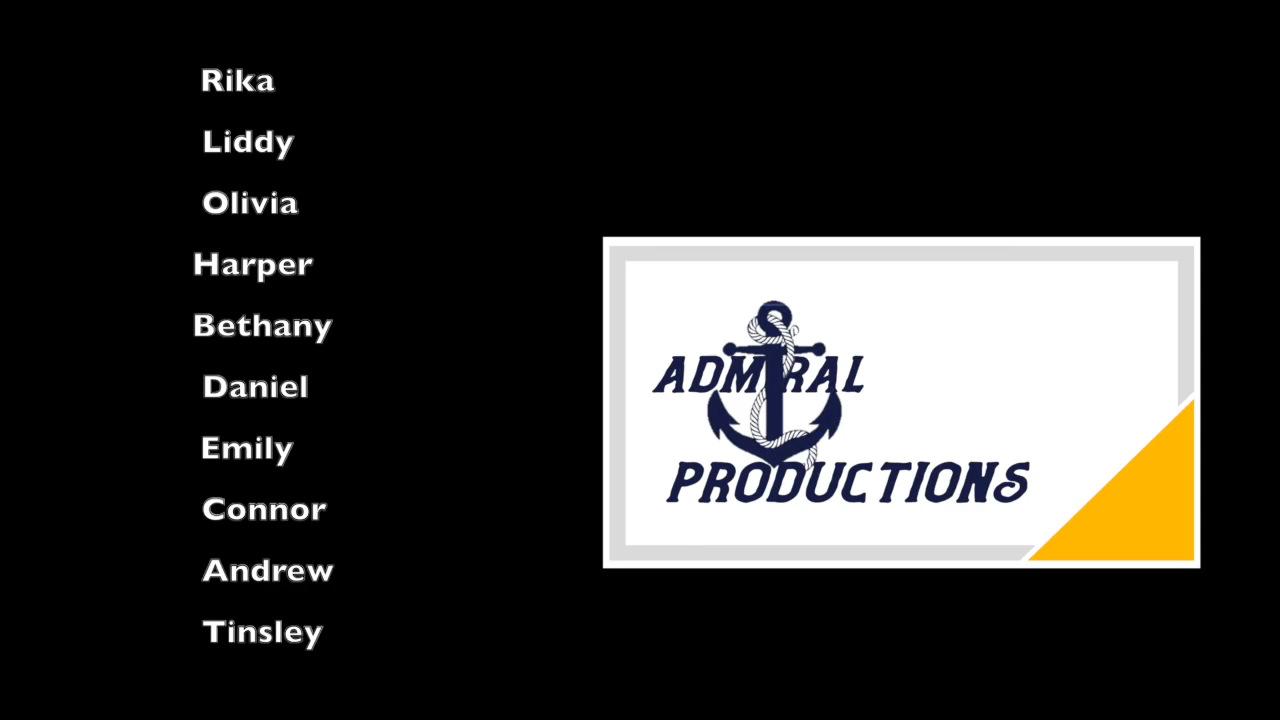 Rika
Liddy
Olivia
Harper
Bethany
Daniel
Emily
Connor
Andrew
Tinsley
ADMIRAL
PRODUCTIONS